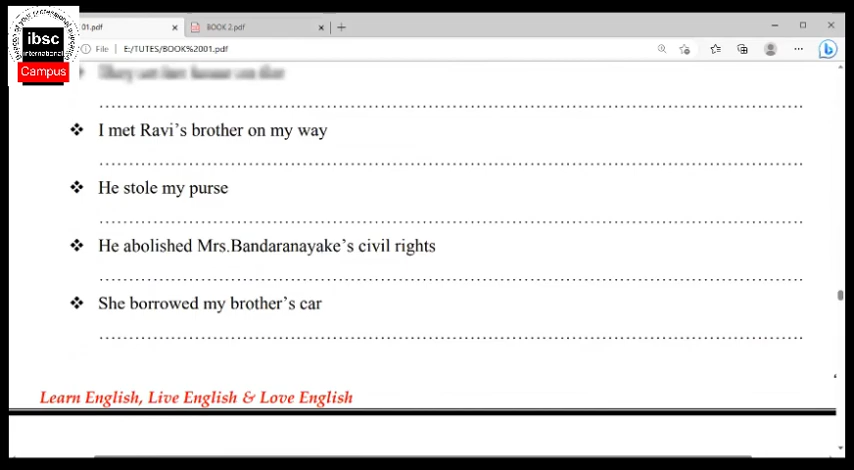 01.pdf
BOOK 2.pdf
ibsc
international
Campus
File
E:/TUTES/BOOK%2001.pdf
I met Ravi's brother on my way
He stole my purse
He abolished Mrs.Bandaranayake's civil rights
She borrowed my brother's car
Learn English, Live English & Love English